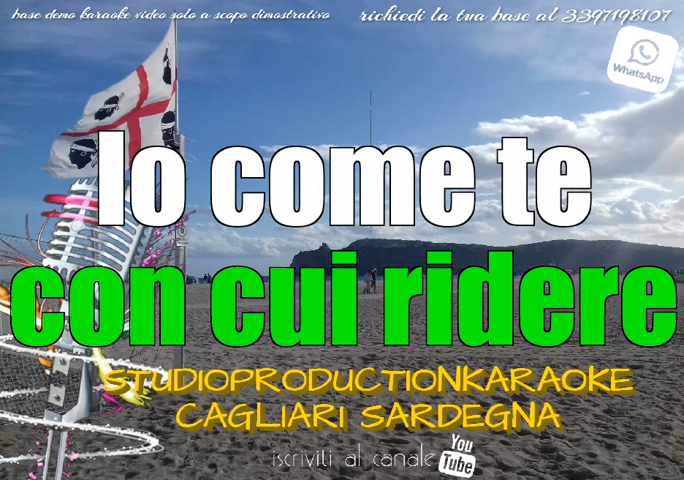 base demo karaoke video solo a scopo dimostrativo
richiedi la tua base al 3397198107
WhatsApp
Io come te
con cui ridere
STUDIOPRODUCTIONKARAOKE
CAGLIARI SARDEGNA
iscriviti al canale You Tube